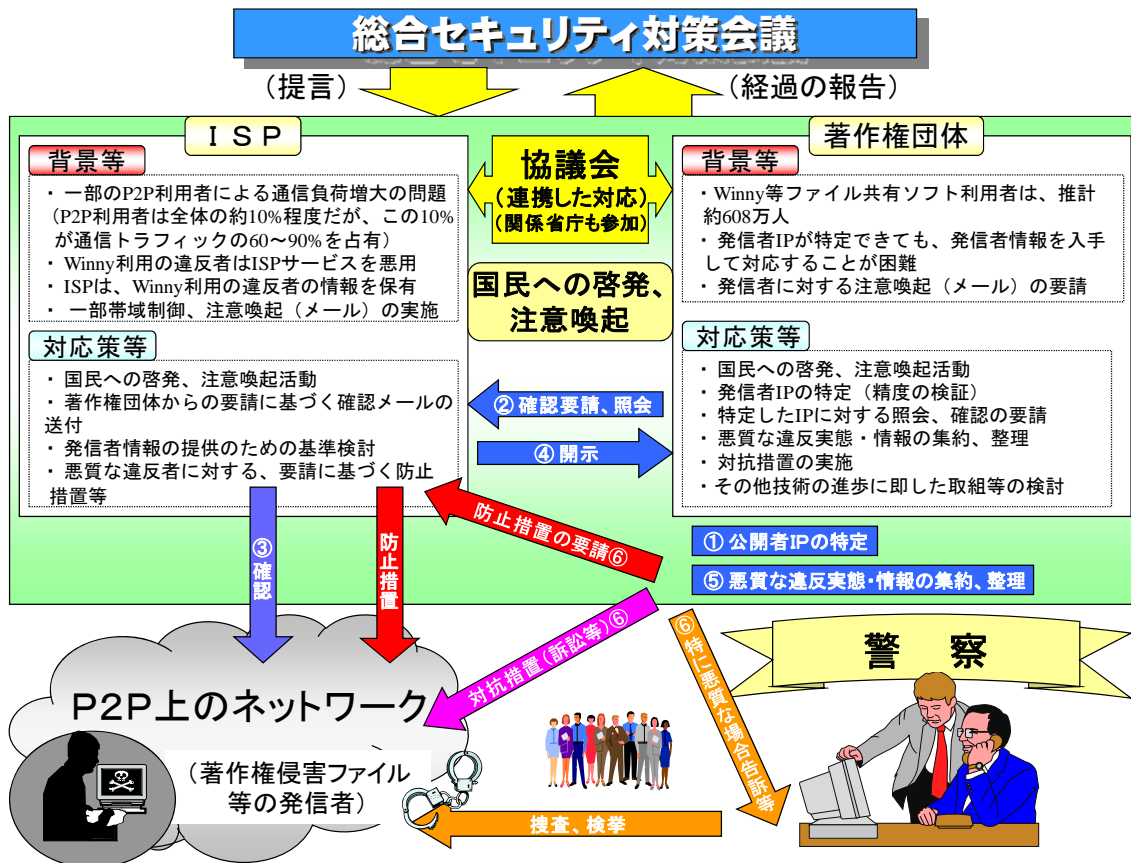 総合セキュリティ対策会議
（提言）
（経過の報告）
ＩＳＰ
背景等
・ 一部のP2P利用者による通信負荷増大の問題
（P2P利用者は全体の約10%程度だが、この10%
が通信トラフィックの60～90%を占有）
・ Winny利用の違反者はISPサービスを悪用
・ ISPは、Winny利用の違反者の情報を保有
・ 一部帯域制御、注意喚起（メール）の実施
対応策等
・ 国民への啓発、注意喚起活動
・ 著作権団体からの要請に基づく確認メールの
送付
・ 発信者情報の提供のための基準検討
・ 悪質な違反者に対する、要請に基づく防止
措置等
協議会
（連携した対応）
（関係省庁も参加）
国民への啓発、
注意喚起
著作権団体
背景等
・ Winny等ファイル共有ソフト利用者は、推計
約608万人
・ 発信者IPが特定できても、発信者情報を入手
して対応することが困難
・ 発信者に対する注意喚起（メール）の要請
対応策等
・ 国民への啓発、注意喚起活動
・ 発信者IPの特定（精度の検証）
・ 特定したIPに対する照会、確認の要請
・ 悪質な違反実態・情報の集約、整理
・ 対抗措置の実施
・ その他技術の進歩に即した取組等の検討
② 確認要請、照会
④ 開示
防止措置の要請⑥
① 公開者IPの特定
⑤ 悪質な違反実態・情報の集約、整理
③確認
防止措置
対抗措置（訴訟等）⑥
⑥特に悪質な場合告訴等
警 察
P2P上のネットワーク
（著作権侵害ファイル
等の発信者）
捜査、検挙